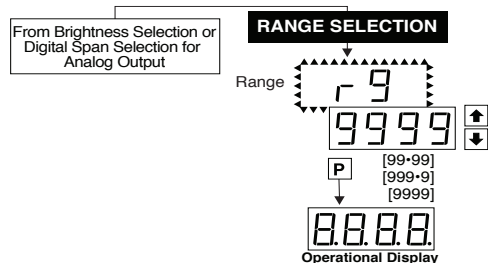 From Brightness Selection or
Digital Span Selection for
Analog Output
RANGE SELECTION
Range
r 9
9999
[99•99]
[999•9]
[9999]
P
8.8.8.8.
Operational Display